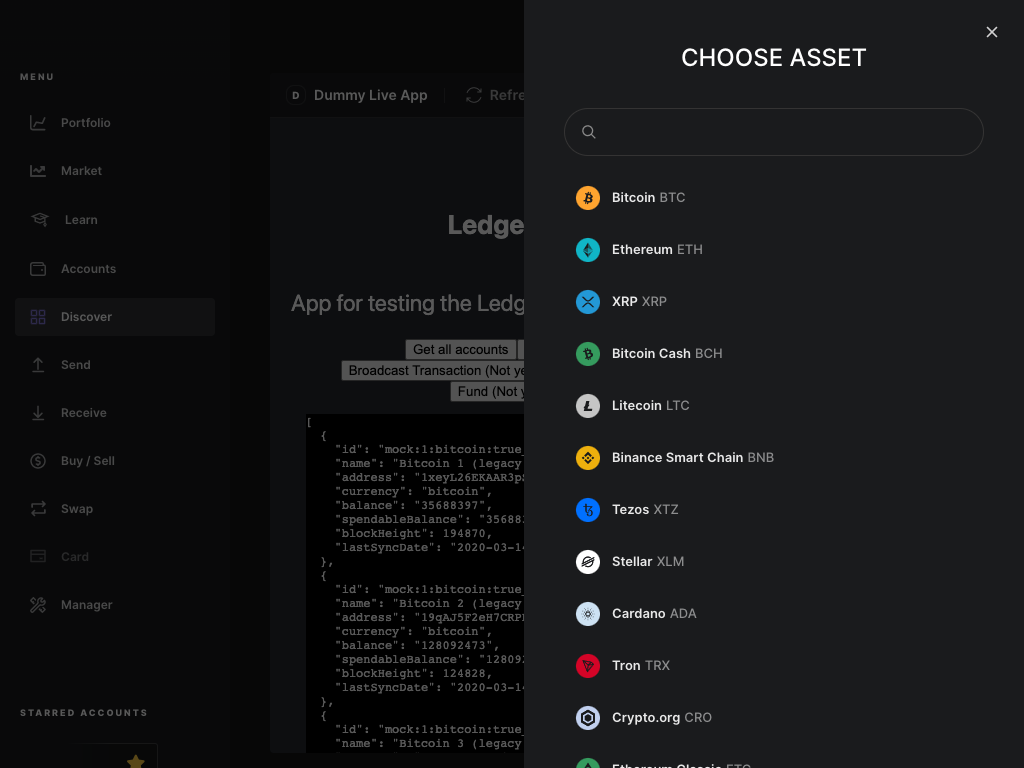 MENU
Portfolio
Market
Learn
Accounts
Discover
Send
Receive
Buy / Sell
Swap
Card
Manager
STARRED ACCOUNTS
D Dummy Live App
Refre
Ledge
App for testing the Ledg
Get all accounts
Broadcast Transaction (Not ye
Fund (Not y
[
{
"id": "mock:1:bitcoin:true_
"name": "Bitcoin 1 (legacy
"address": "1xeyL26EKAAR3pS
"currency": "bitcoin",
"balance": "35688397",
"spendableBalance": "35688
"blockHeight": 194870,
"lastSyncDate": "2020-03-14
},
{
"id": "mock:1:bitcoin:true_
"name": "Bitcoin 2 (legacy
"address": "19qAJ5F2eH7CRP
"currency": "bitcoin",
"balance": "128092473",
"spendableBalance": "12809
"blockHeight": 124828,
"lastSyncDate": "2020-03-14
},
{
"id": "mock:1:bitcoin:true_
"name": "Bitcoin 3 (legacy
CHOOSE ASSET
Bitcoin BTC
Ethereum ETH
XRP XRP
Bitcoin Cash BCH
Litecoin LTC
Binance Smart Chain BNB
Tezos XTZ
Stellar XLM
Cardano ADA
Tron TRX
Crypto.org CRO
Ethereum Classic ETC